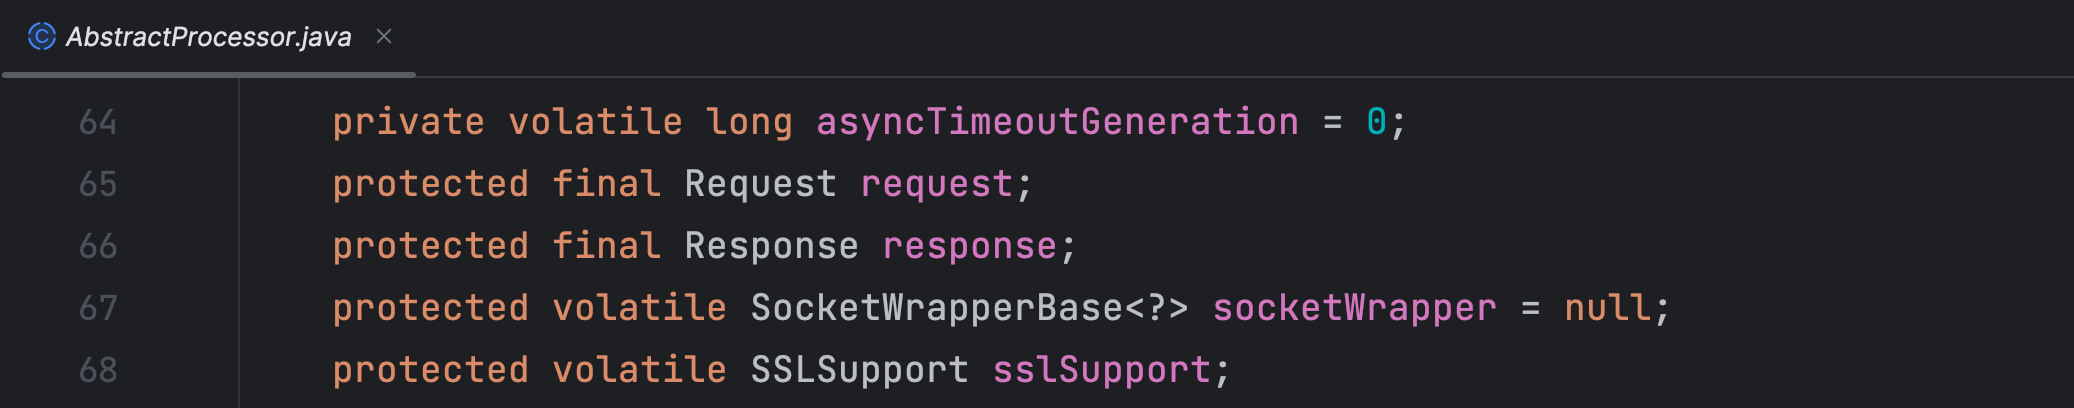 AbstractProcessor.java
64 private volatile long asyncTimeoutGeneration = 0;
65 protected final Request request;
66 protected final Response response;
67 protected volatile SocketWrapperBase<?> socketWrapper = null;
68 protected volatile SSLSupport sslSupport;